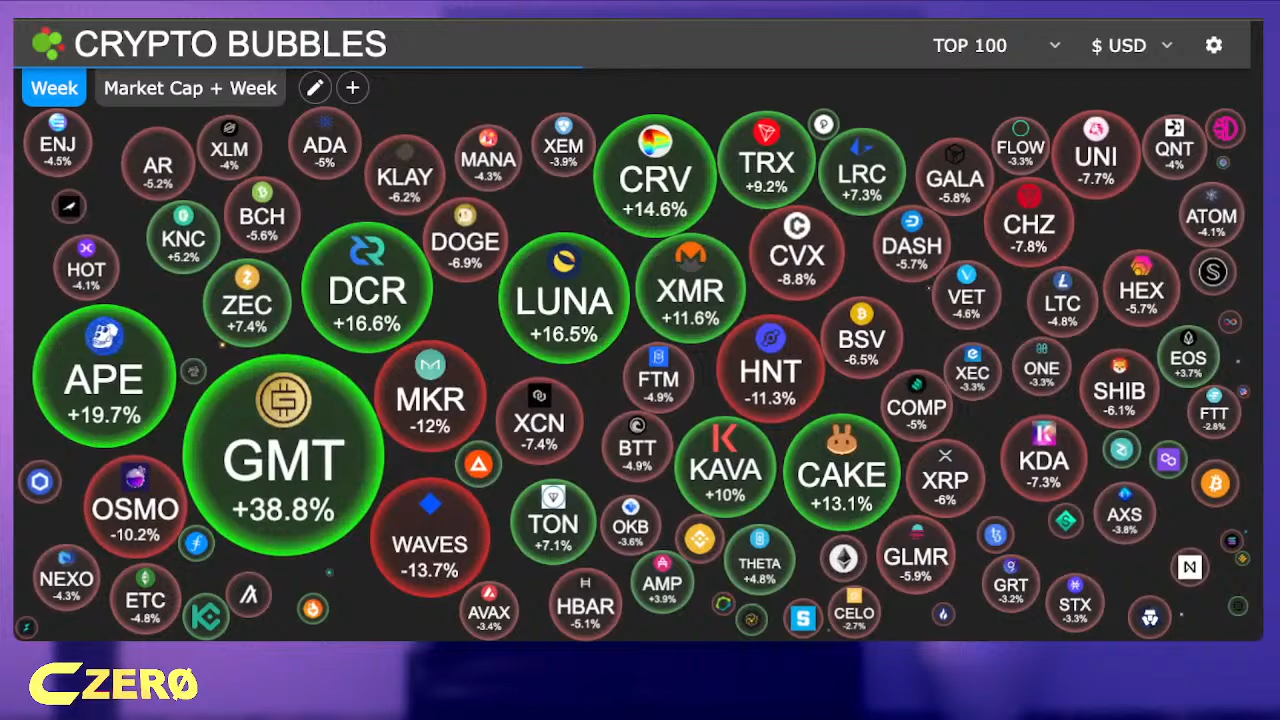 CRYPTO BUBBLES
TOP 100
$ USD
Week
Market Cap + Week
ENJ
-4.5%
AR
-5.2%
XLM
-4%
ADA
-5%
KLAY
-6.2%
MANA
-4.3%
XEM
-3.9%
CRV
+14.6%
TRX
+9.2%
LRC
+7.3%
GALA
-5.8%
FLOW
-3.3%
UNI
-7.7%
QNT
-4%
KNC
+5.2%
BCH
-5.6%
DOGE
-6.9%
CVX
-8.8%
DASH
-5.7%
CHZ
-7.8%
ATOM
-4.1%
HOT
-4.1%
ZEC
+7.4%
DCR
+16.6%
LUNA
+16.5%
XMR
+11.6%
VET
-4.6%
LTC
-4.8%
HEX
-5.7%
BSV
-6.5%
APE
+19.7%
MKR
-12%
FTM
-4.9%
HNT
-11.3%
XEC
-3.3%
ONE
-3.3%
EOS
+3.7%
SHIB
-6.1%
GMT
+38.8%
XCN
-7.4%
COMP
-5%
FTT
-2.8%
BTT
-4.9%
KAVA
+10%
CAKE
+13.1%
XRP
-6%
KDA
-7.3%
OSMO
-10.2%
WAVES
-13.7%
TON
+7.1%
OKB
-3.6%
AXS
-3.8%
NEXO
-4.3%
ETC
-4.8%
THETA
+4.8%
GLMR
-5.9%
AMP
+3.9%
GRT
-3.2%
AVAX
-3.4%
HBAR
-5.1%
CELO
-2.7%
STX
-3.3%
CZERØ